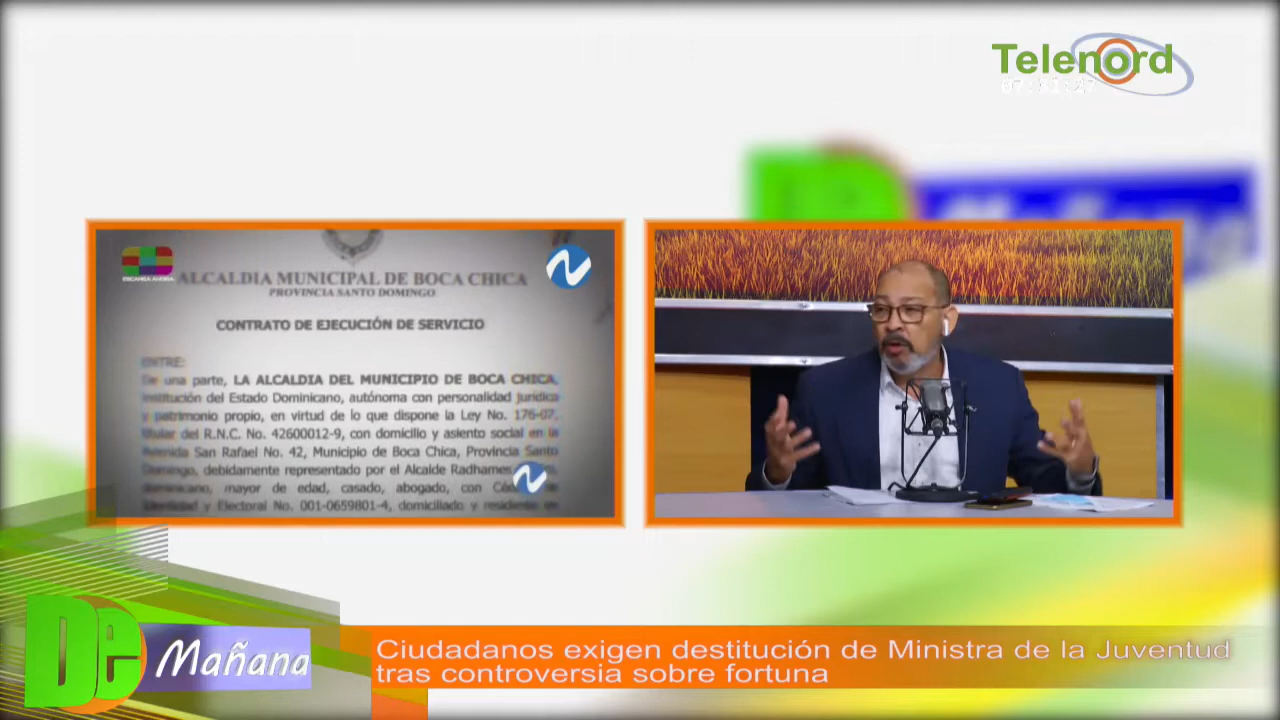 Telenord
ESCANEA AHORA
ALCALDIA MUNICIPAL DE BOCA CHICA
PROVINCIA SANTO DOMINGO
CONTRATO DE EJECUCIÓN DE SERVICIO
ENTRE:
De una parte, LA ALCALDIA DEL MUNICIPIO DE BOCA CHICA,
institución del Estado Dominicano, autónoma con personalidad jurídica
y patrimonio propio, en virtud de lo que dispone la Ley No. 176-07,
titular del R.N.C. No. 42600012-9, con domicilio y asiento social en la
Avenida San Rafael No. 42, Municipio de Boca Chica, Provincia Santo
Domingo, debidamente representado por el Alcalde Radhames
dominicano, mayor de edad, casado, abogado, con
Identidad y Electoral No. 001-0659801-4, domiciliado y residente en
De
Mañana
De Mañana
Ciudadanos exigen destitución de Ministra de la Juventud
tras controversia sobre fortuna